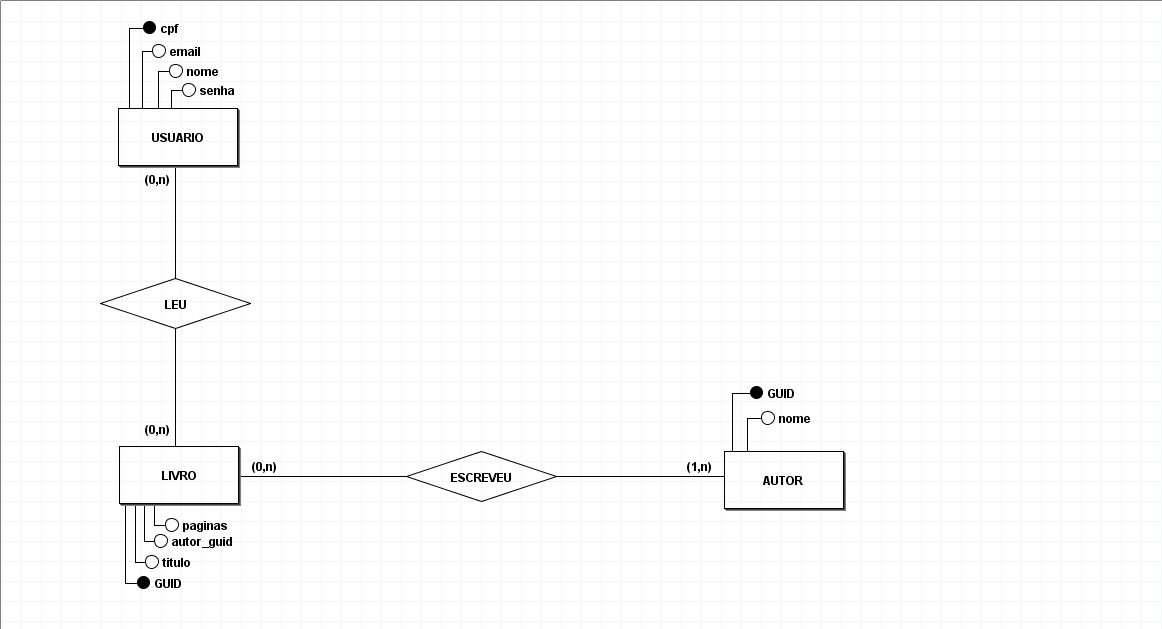 cpf
email
nome
senha
USUARIO
(0,n)
LEU
(0,n)
LIVRO
(0,n)
ESCREVEU
(1,n)
GUID
nome
AUTOR
paginas
autor_guid
titulo
GUID